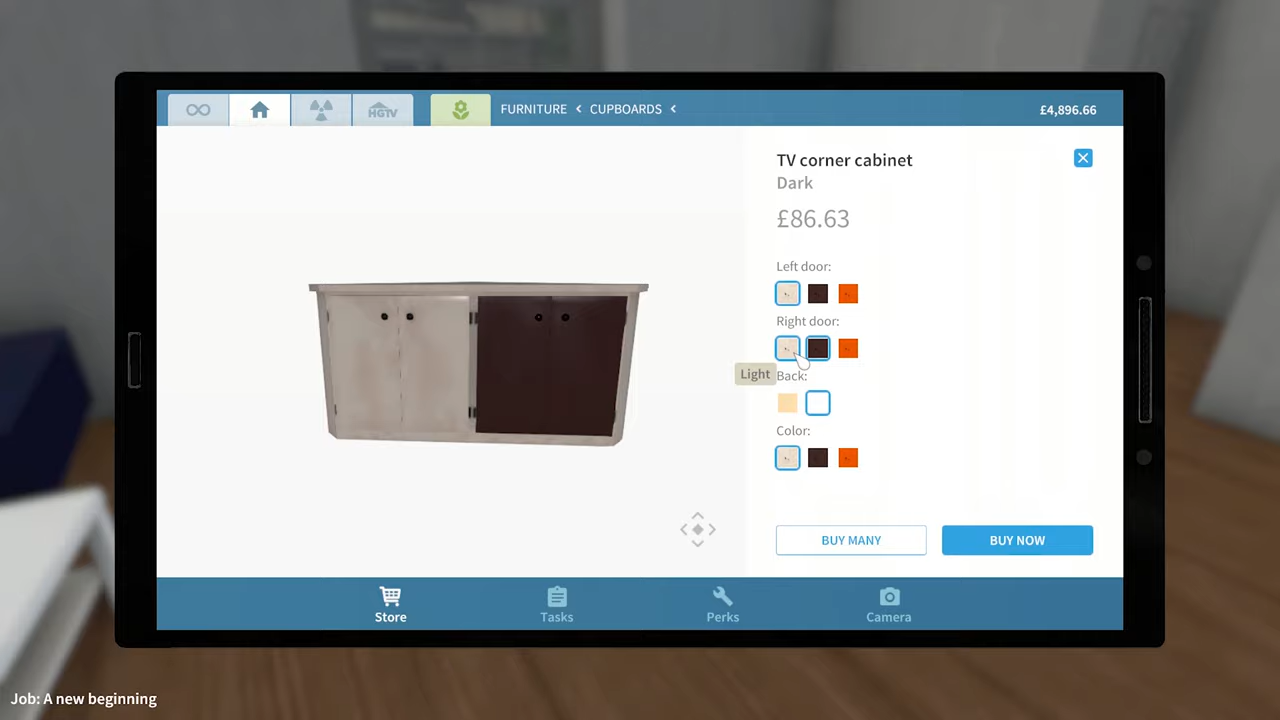 HGTV
FURNITURE < CUPBOARDS <
£4,896.66
TV corner cabinet
Dark
£86.63
Left door:
Right door:
Light
Back:
Color:
BUY MANY
BUY NOW
Store
Tasks
Perks
Camera
Job: A new beginning